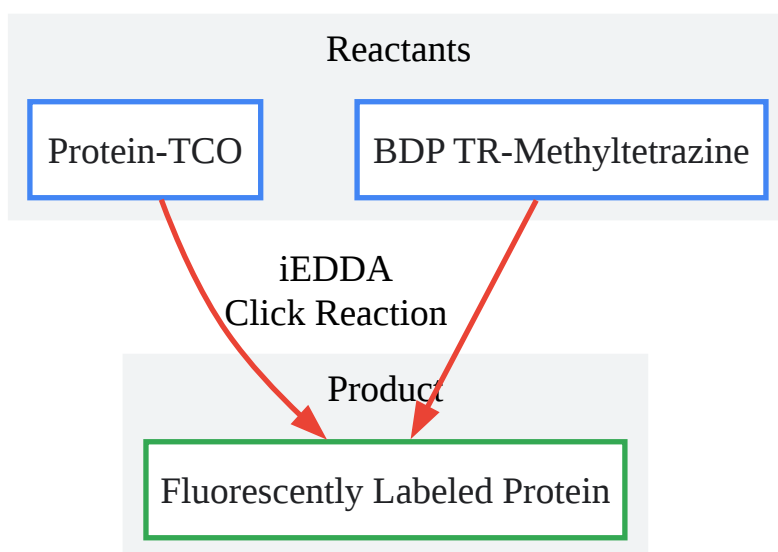 Reactants
Protein-TCO
BDP TR-Methyltetrazine
iEDDA
Click Reaction
Product
Fluorescently Labeled Protein